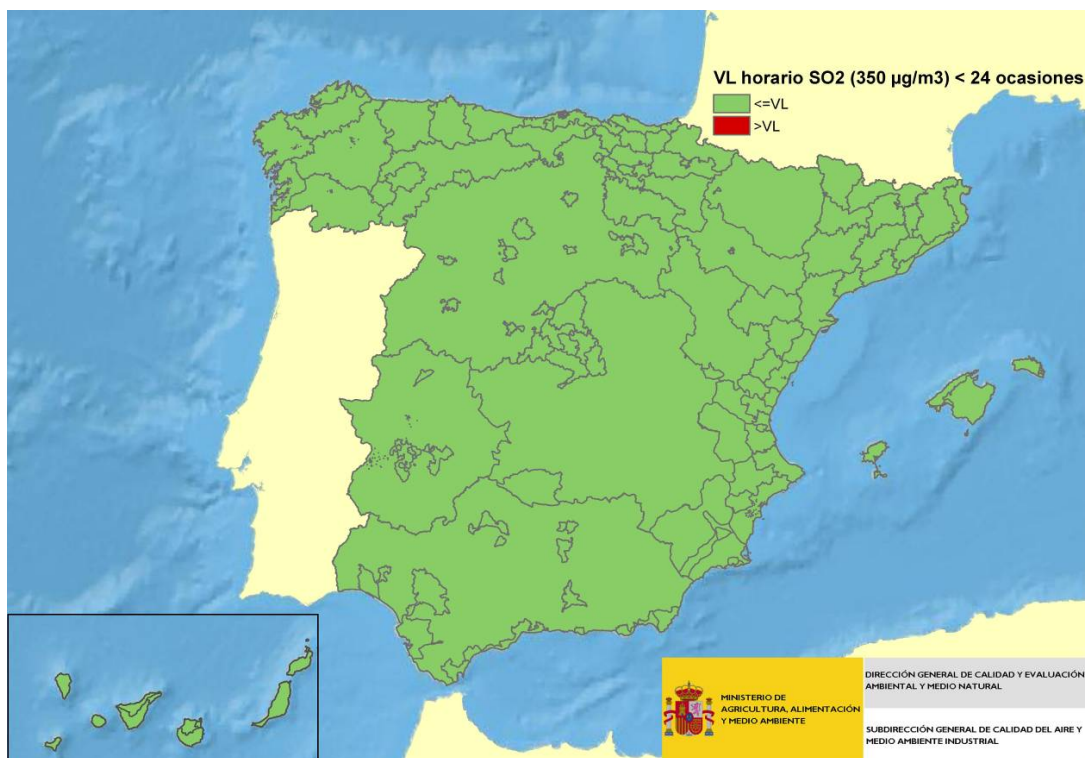 VL horario SO2 (350 µg/m3) < 24 ocasiones
<=VL
>VL
MINISTERIO DE
AGRICULTURA, ALIMENTACIÓN
Y MEDIO AMBIENTE
DIRECCIÓN GENERAL DE CALIDAD Y EVALUACIÓN
AMBIENTAL Y MEDIO NATURAL
SUBDIRECCIÓN GENERAL DE CALIDAD DEL AIRE Y
MEDIO AMBIENTE INDUSTRIAL